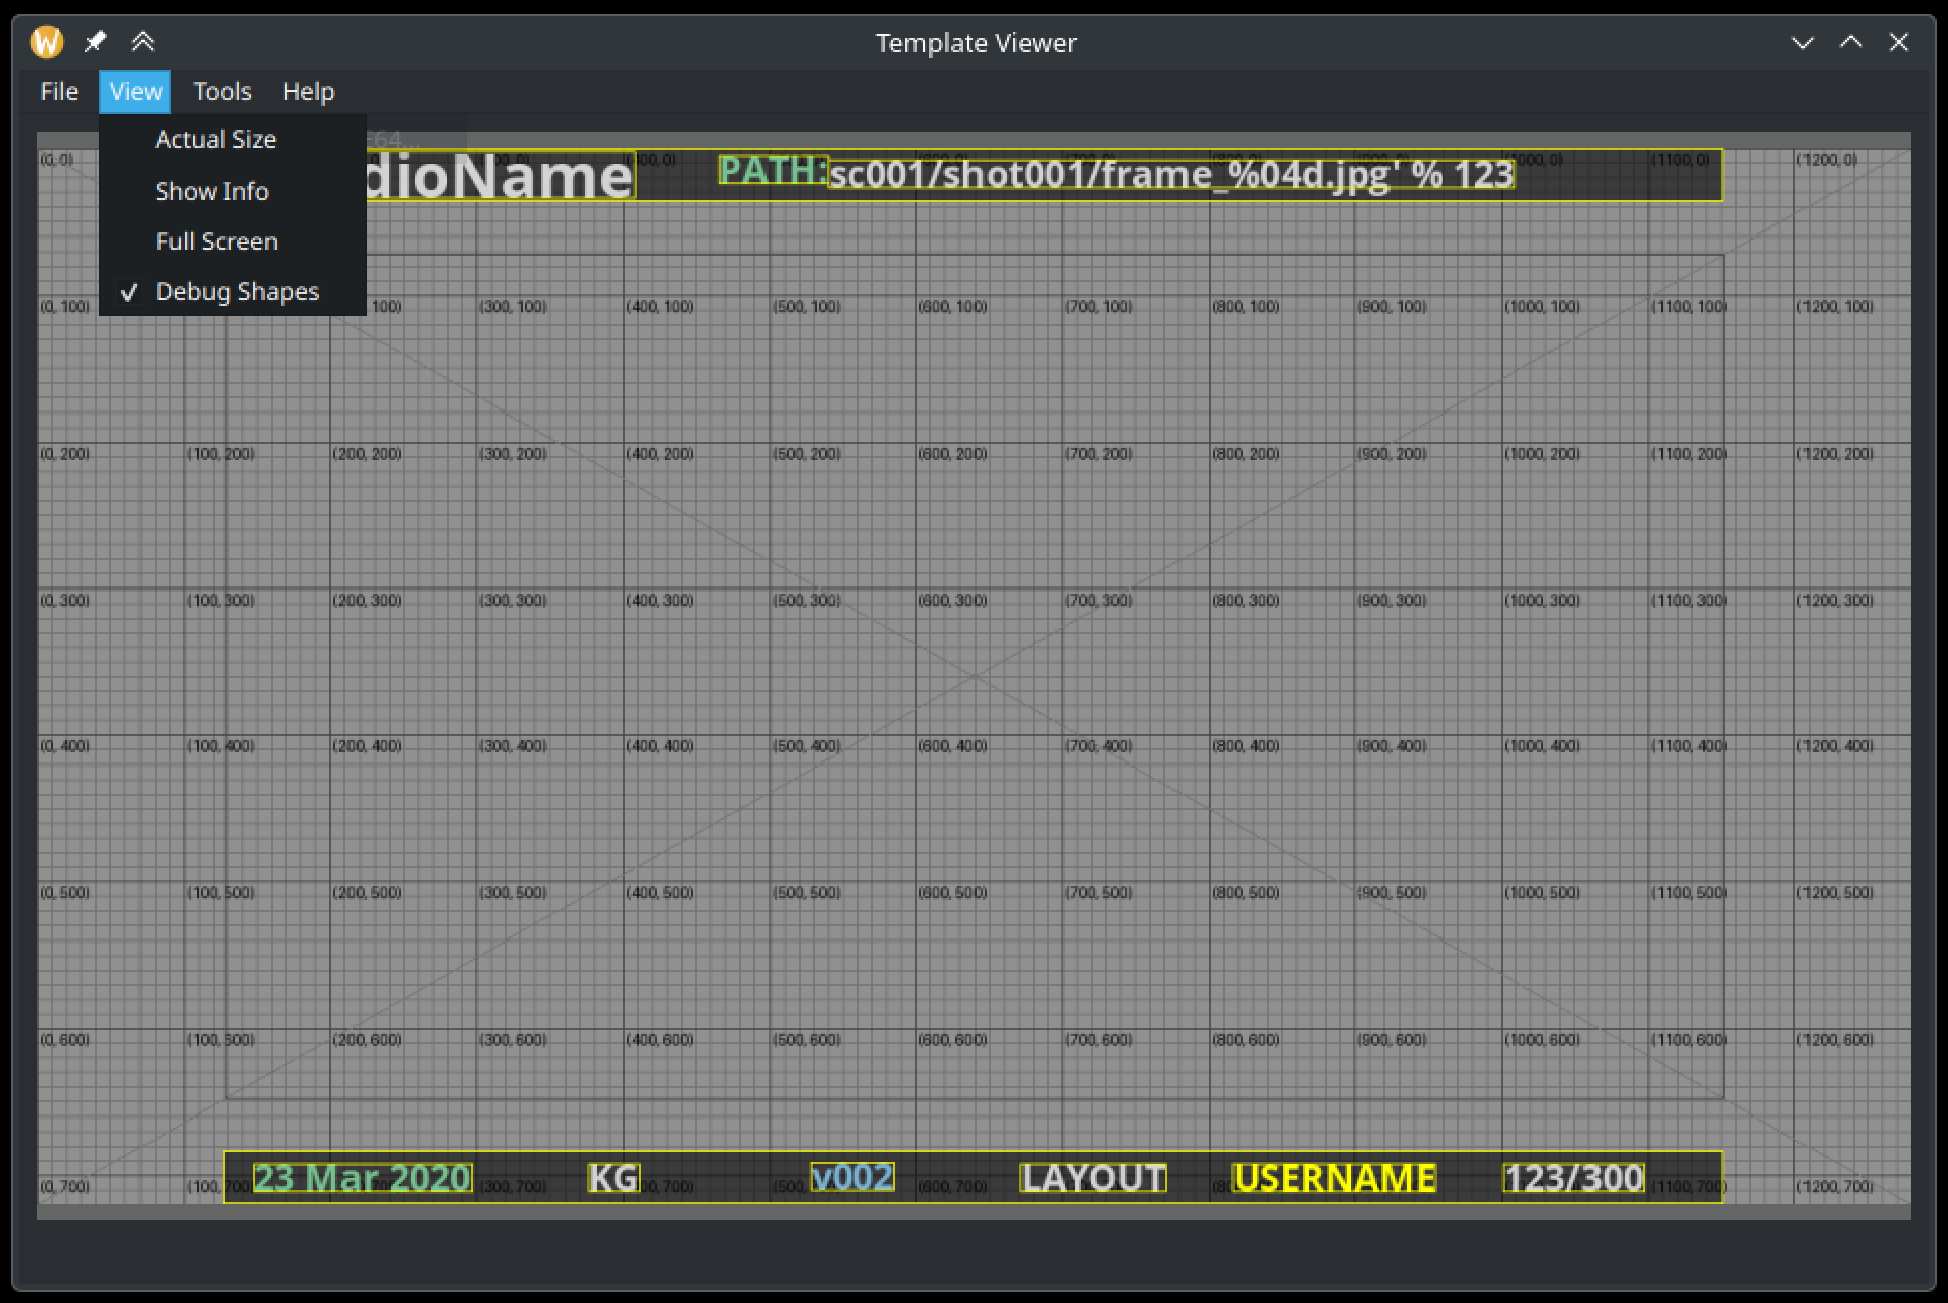 Template Viewer
File View Tools Help
Actual Size
Show Info
Full Screen
✓ Debug Shapes
E64...
dioName PATH: sc001/shot001/frame_%04d.jpg' % 123
(0, 0) (1100, 0) (1200, 0)
(0, 100) 100) (300, 100) (400, 100) (500, 100) (600, 100) (700, 100) (800, 100) (900, 100) (1000, 100) (1100, 100) (1200, 100)
(0, 200) (100, 200) (200, 200) (300, 200) (400, 200) (500, 200) (600, 200) (700, 200) (800, 200) (900, 200) (1000, 200) (1100, 200) (1200, 200)
(0, 300) (100, 300) (200, 300) (300, 300) (400, 300) (500, 300) (600, 300) (700, 300) (800, 300) (900, 300) (1000, 300) (1100, 300) (1200, 300)
(0, 400) (100, 400) (200, 400) (300, 400) (400, 400) (500, 400) (600, 400) (700, 400) (800, 400) (900, 400) (1000, 400) (1100, 400) (1200, 400)
(0, 500) (100, 500) (200, 500) (300, 500) (400, 500) (500, 500) (600, 500) (700, 500) (800, 500) (900, 500) (1000, 500) (1100, 500) (1200, 500)
(0, 600) (100, 600) (200, 600) (300, 600) (400, 600) (500, 600) (600, 600) (700, 600) (800, 600) (900, 600) (1000, 600) (1100, 600) (1200, 600)
23 Mar 2020 KG v002 LAYOUT USERNAME 123/300
(0, 700) (100, (300, 700) 700) (500, (600, 700) (700, 700) (1100, 700) (1200, 700)